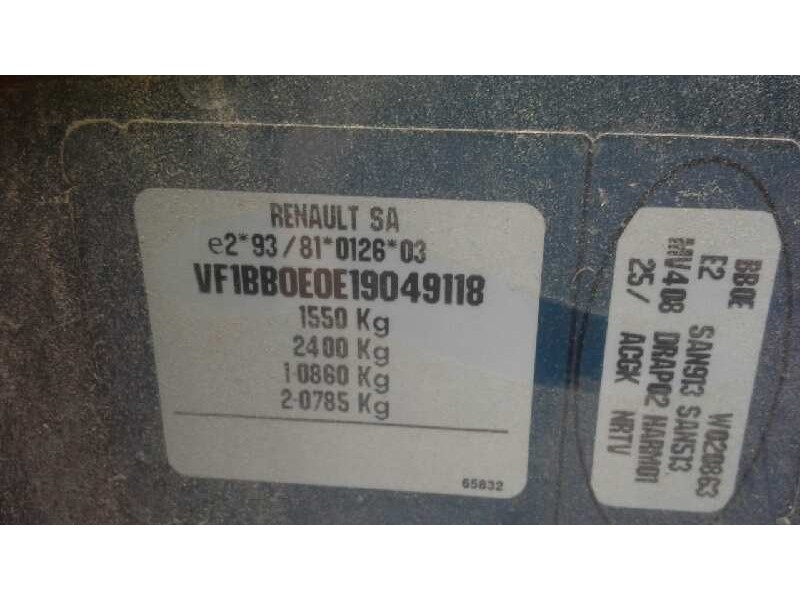 RENAULT SA
e2*93/81*0126*03
VF1BB0E0E19049118
1550 Kg
2400 Kg
1-0860 Kg
2-0785 Kg
65832
BB0E W020863
E2 SAN913 SAN513
MV408 DRAP02 HARM01
25/ ACGK NRTV